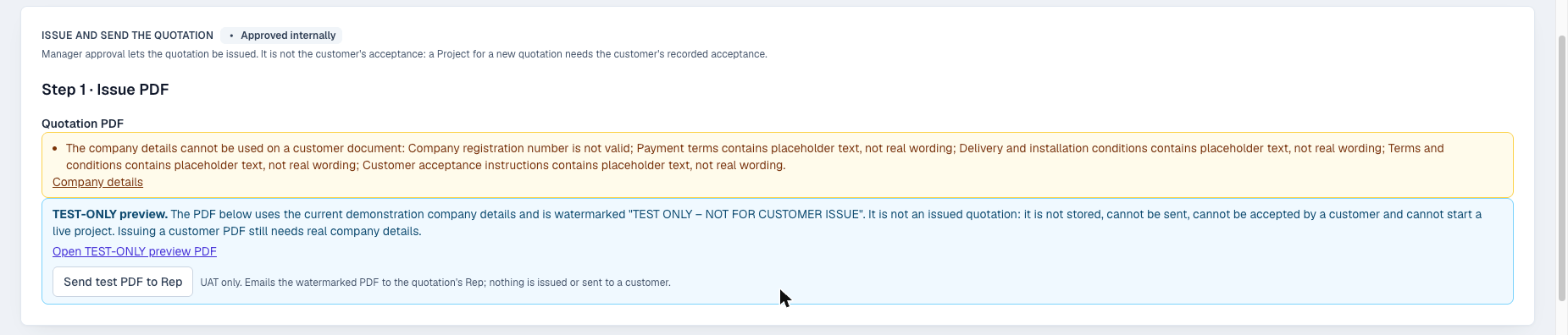 ISSUE AND SEND THE QUOTATION • Approved internally
Manager approval lets the quotation be issued. It is not the customer's acceptance: a Project for a new quotation needs the customer's recorded acceptance.
Step 1 · Issue PDF
Quotation PDF
• The company details cannot be used on a customer document: Company registration number is not valid; Payment terms contains placeholder text, not real wording; Delivery and installation conditions contains placeholder text, not real wording; Terms and
conditions contains placeholder text, not real wording; Customer acceptance instructions contains placeholder text, not real wording.
Company details
TEST-ONLY preview. The PDF below uses the current demonstration company details and is watermarked "TEST ONLY – NOT FOR CUSTOMER ISSUE". It is not an issued quotation: it is not stored, cannot be sent, cannot be accepted by a customer and cannot start a
live project. Issuing a customer PDF still needs real company details.
Open TEST-ONLY preview PDF
Send test PDF to Rep UAT only. Emails the watermarked PDF to the quotation's Rep; nothing is issued or sent to a customer.